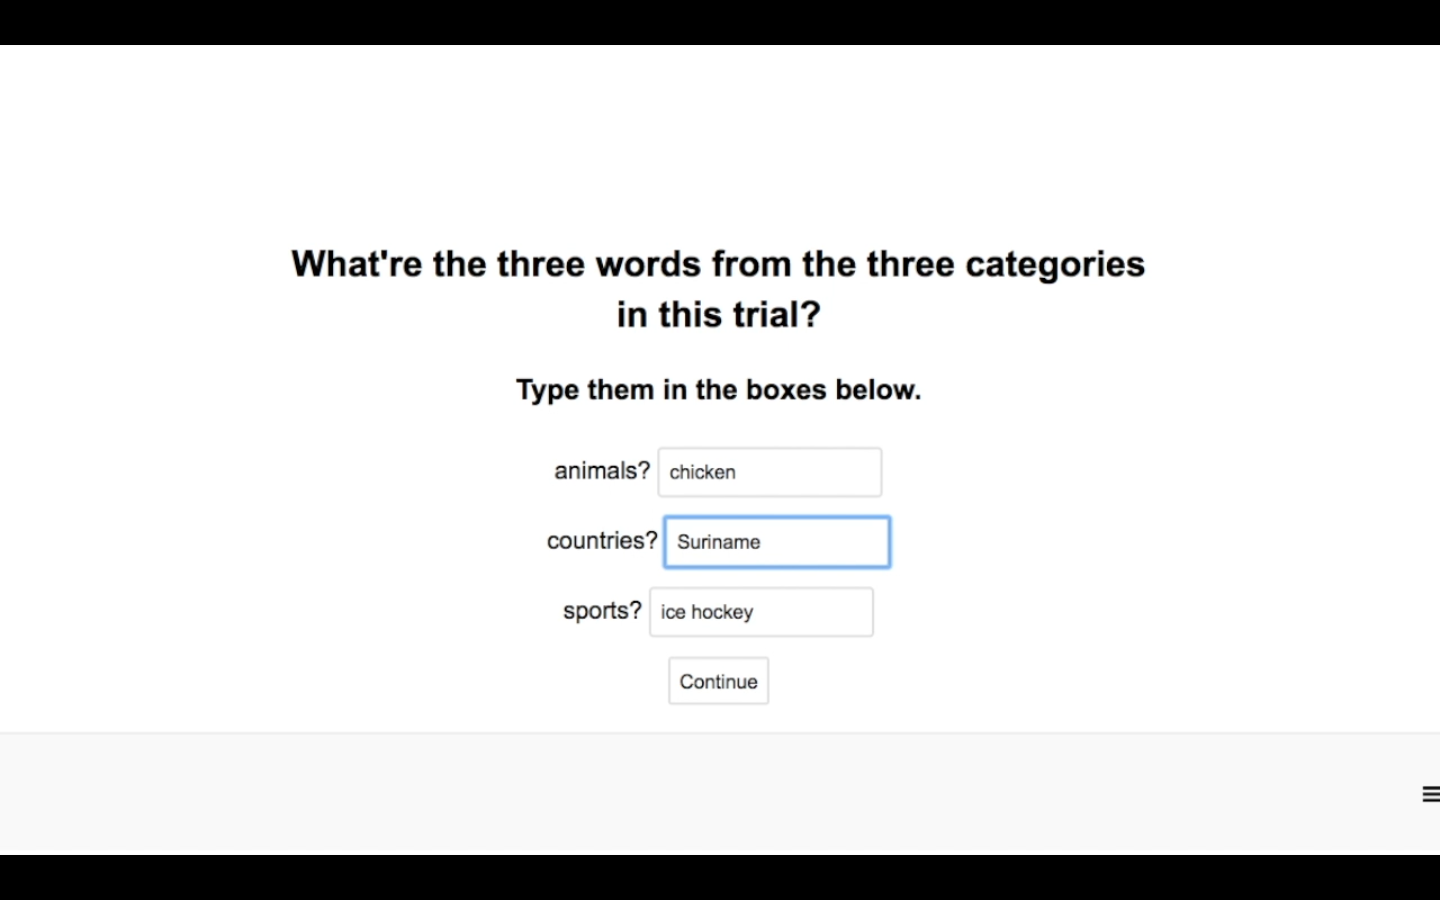 What're the three words from the three categories
in this trial?
Type them in the boxes below.
animals? chicken
countries? Suriname
sports? ice hockey
Continue